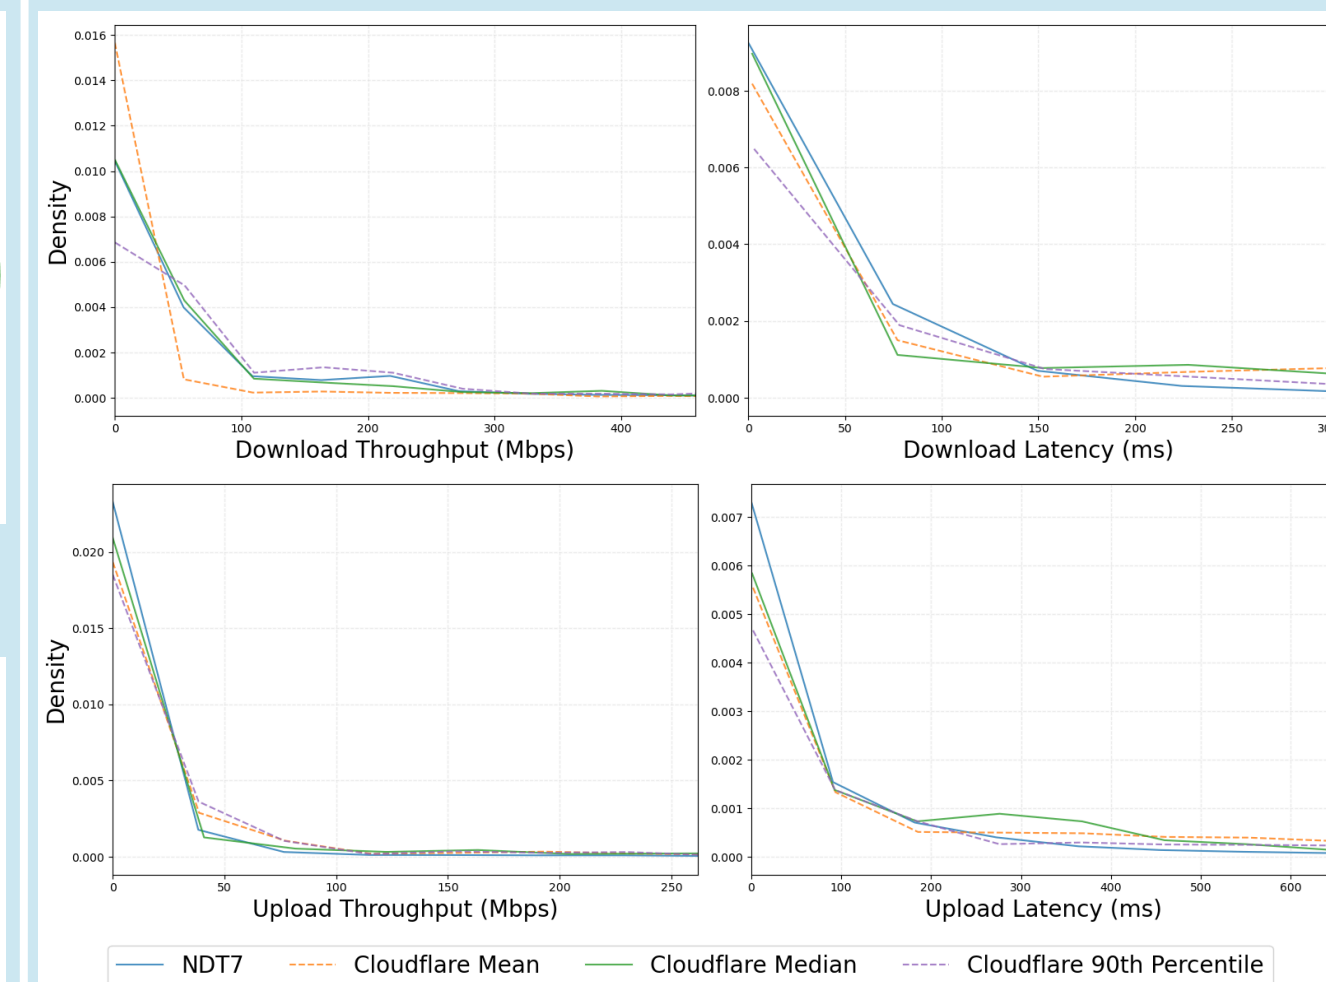 0.016
0.014
0.012
0.010
0.008
0.006
0.004
0.002
0.000
Density
0 100 200 300 400
Download Throughput (Mbps)
0.008
0.006
0.004
0.002
0.000
0 50 100 150 200 250
Download Latency (ms)
0.020
0.015
0.010
0.005
0.000
Density
0 50 100 150 200 250
Upload Throughput (Mbps)
0.007
0.006
0.005
0.004
0.003
0.002
0.001
0.000
0 100 200 300 400 500 600
Upload Latency (ms)
NDT7 Cloudflare Mean Cloudflare Median Cloudflare 90th Percentile